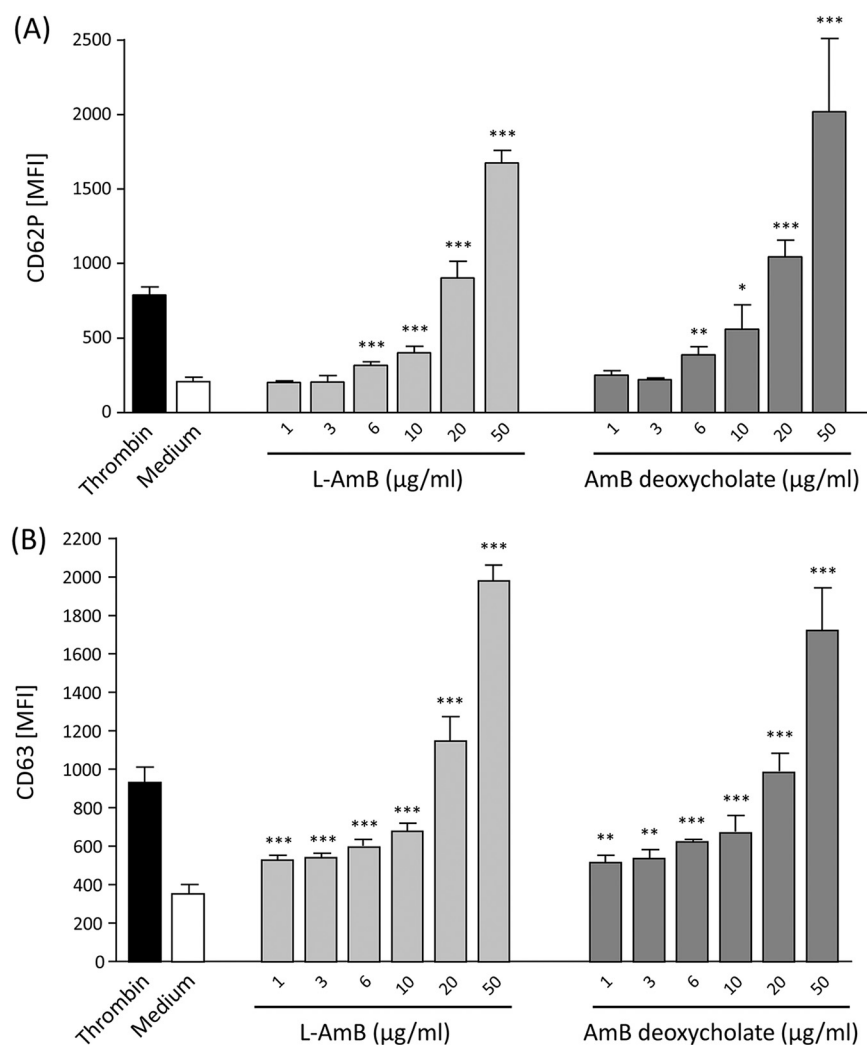 (A)
CD62P [MFI]
2500
2000
1500
1000
500
0
***
***
***
***
**
*
***
***
Thrombin
Medium
1 3 6 10 20 50
L-AmB (µg/ml)
1 3 6 10 20 50
AmB deoxycholate (µg/ml)
(B)
CD63 [MFI]
2200
2000
1800
1600
1400
1200
1000
800
600
400
200
0
***
***
***
***
***
***
**
**
***
***
***
***
Thrombin
Medium
1 3 6 10 20 50
L-AmB (µg/ml)
1 3 6 10 20 50
AmB deoxycholate (µg/ml)